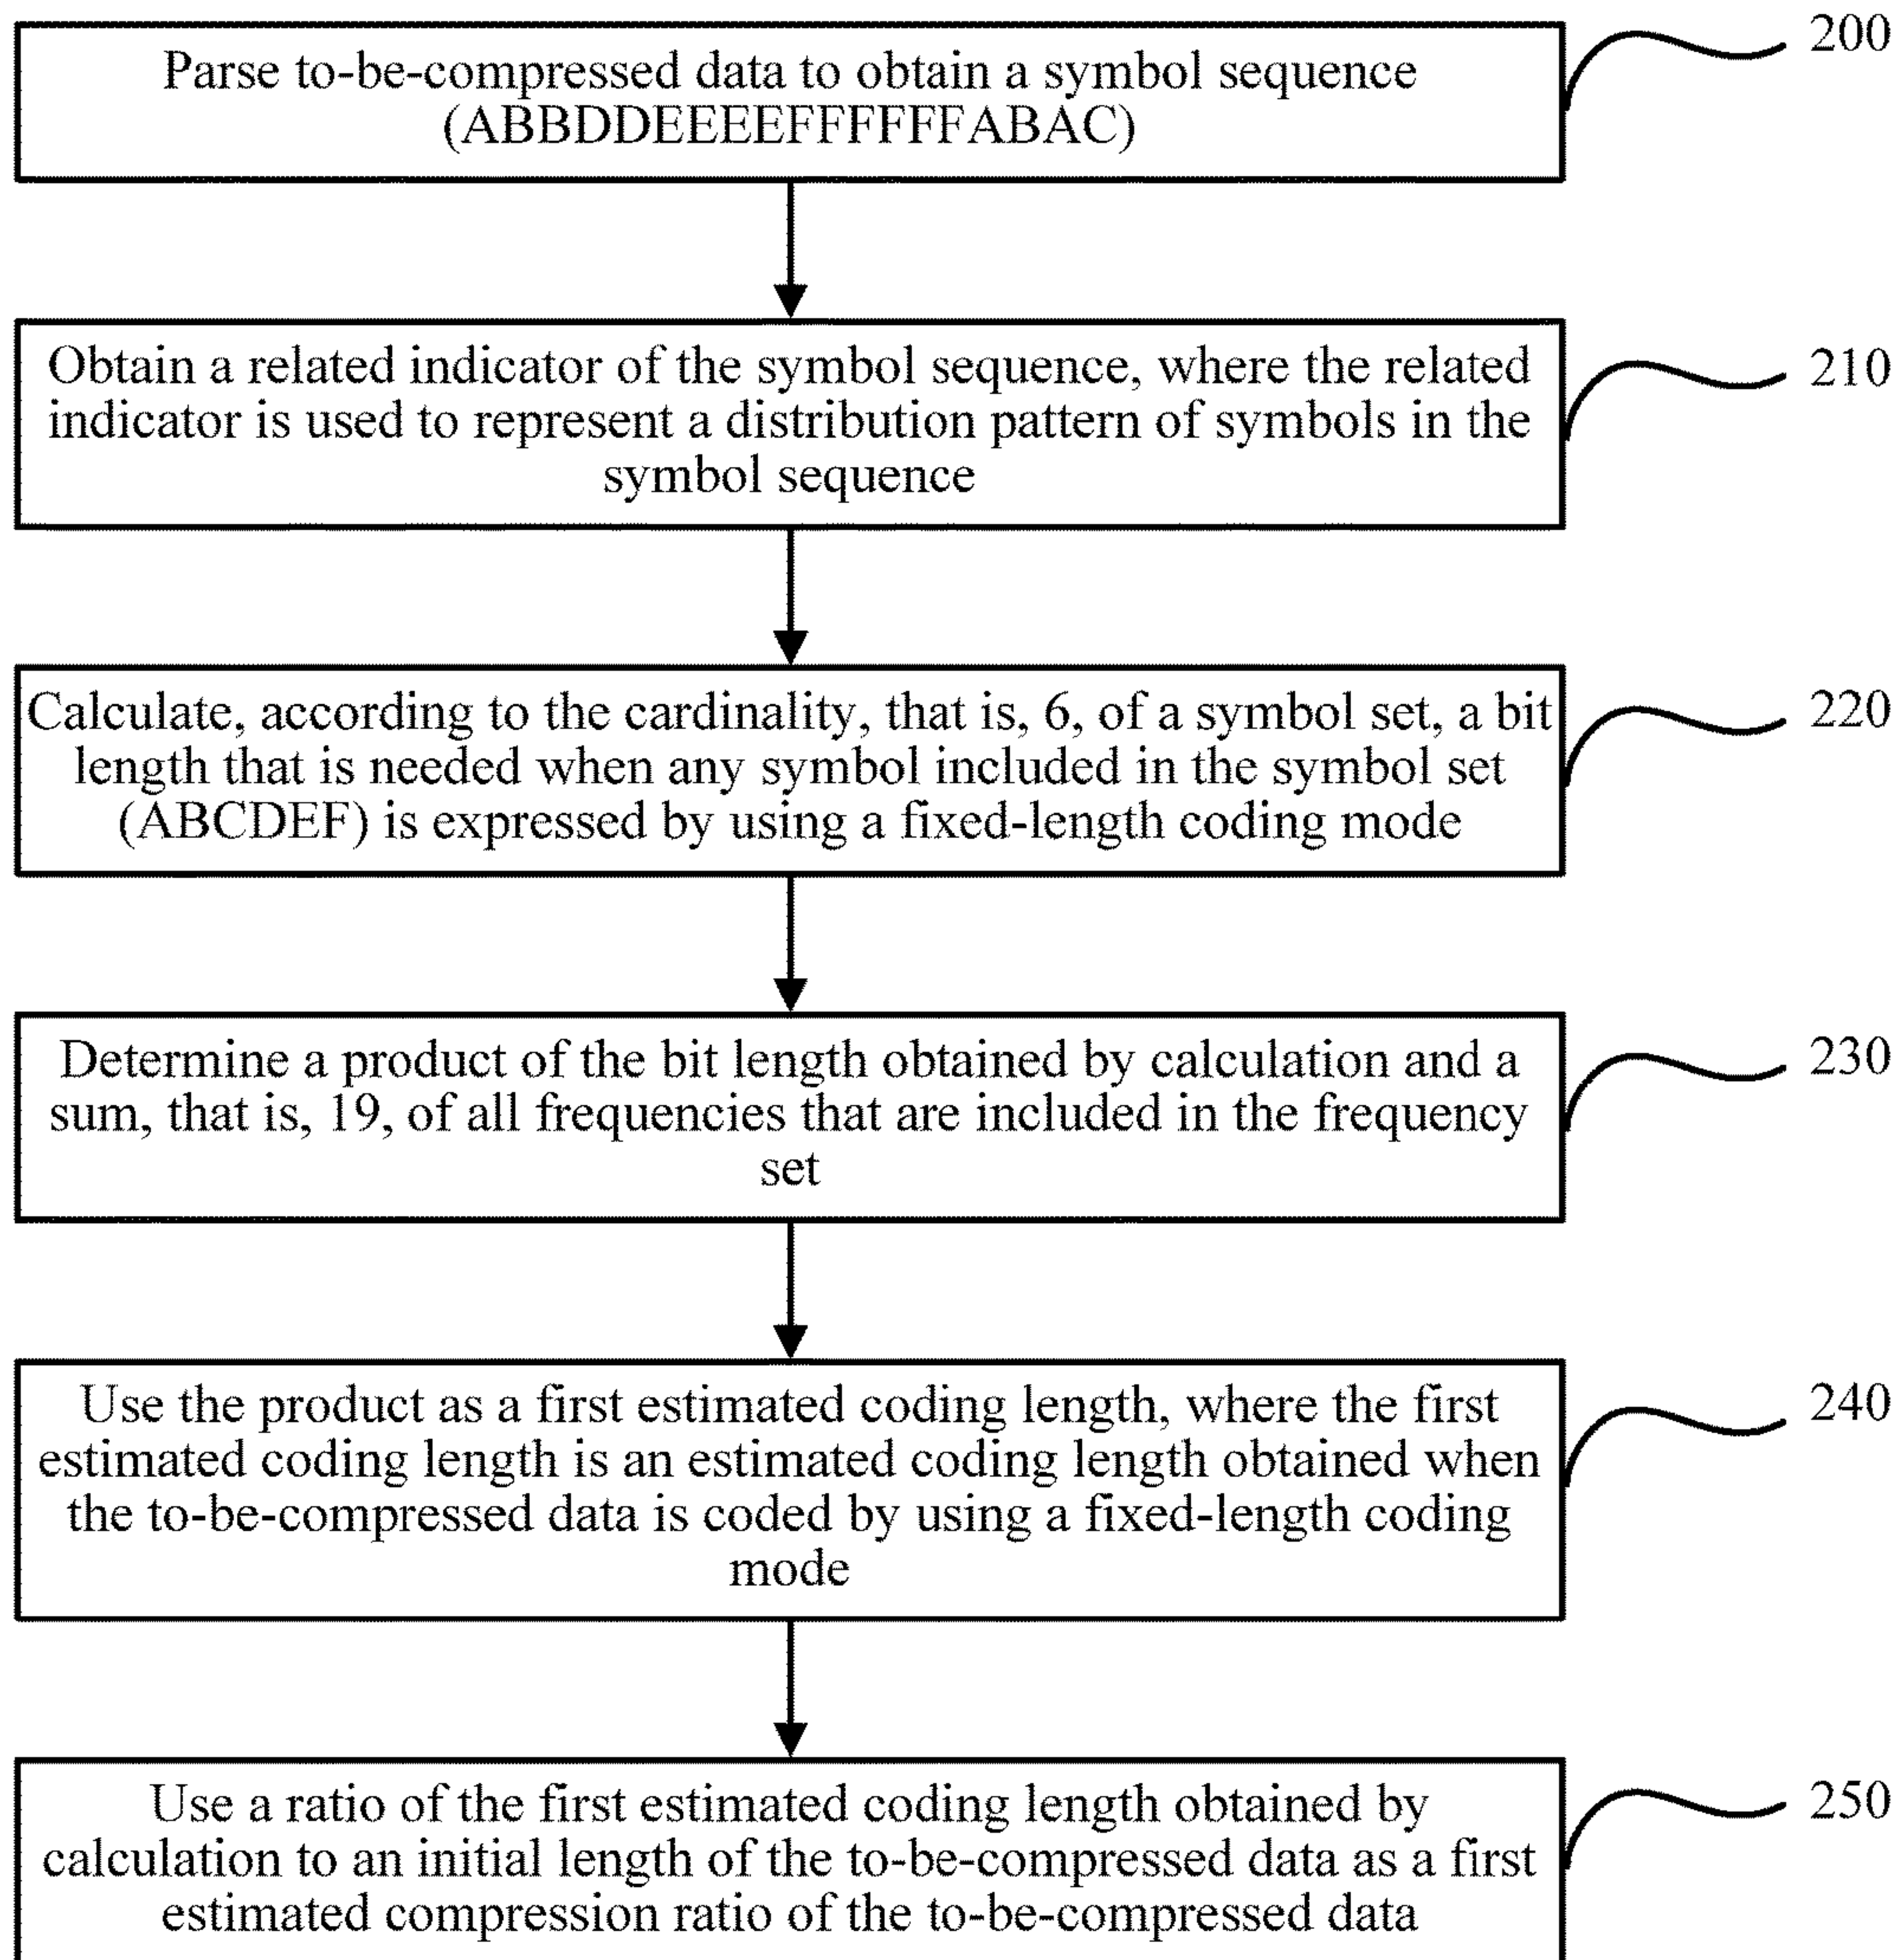 Parse to-be-compressed data to obtain a symbol sequence
(ABBDDEEEEFFFFFFABAC)
200
Obtain a related indicator of the symbol sequence, where the related
indicator is used to represent a distribution pattern of symbols in the
symbol sequence
210
Calculate, according to the cardinality, that is, 6, of a symbol set, a bit
length that is needed when any symbol included in the symbol set
(ABCDEF) is expressed by using a fixed-length coding mode
220
Determine a product of the bit length obtained by calculation and a
sum, that is, 19, of all frequencies that are included in the frequency
set
230
Use the product as a first estimated coding length, where the first
estimated coding length is an estimated coding length obtained when
the to-be-compressed data is coded by using a fixed-length coding
mode
240
Use a ratio of the first estimated coding length obtained by
calculation to an initial length of the to-be-compressed data as a first
estimated compression ratio of the to-be-compressed data
250